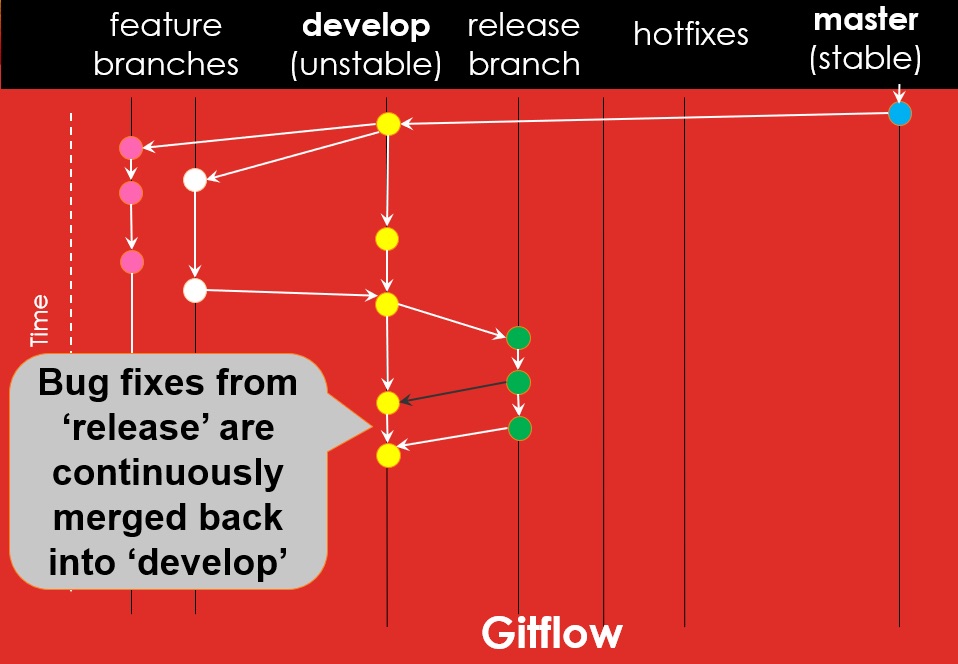 feature
branches
develop
(unstable)
release
branch
hotfixes
master
(stable)
Time
Bug fixes from
‘release’ are
continuously
merged back
into ‘develop’
Gitflow